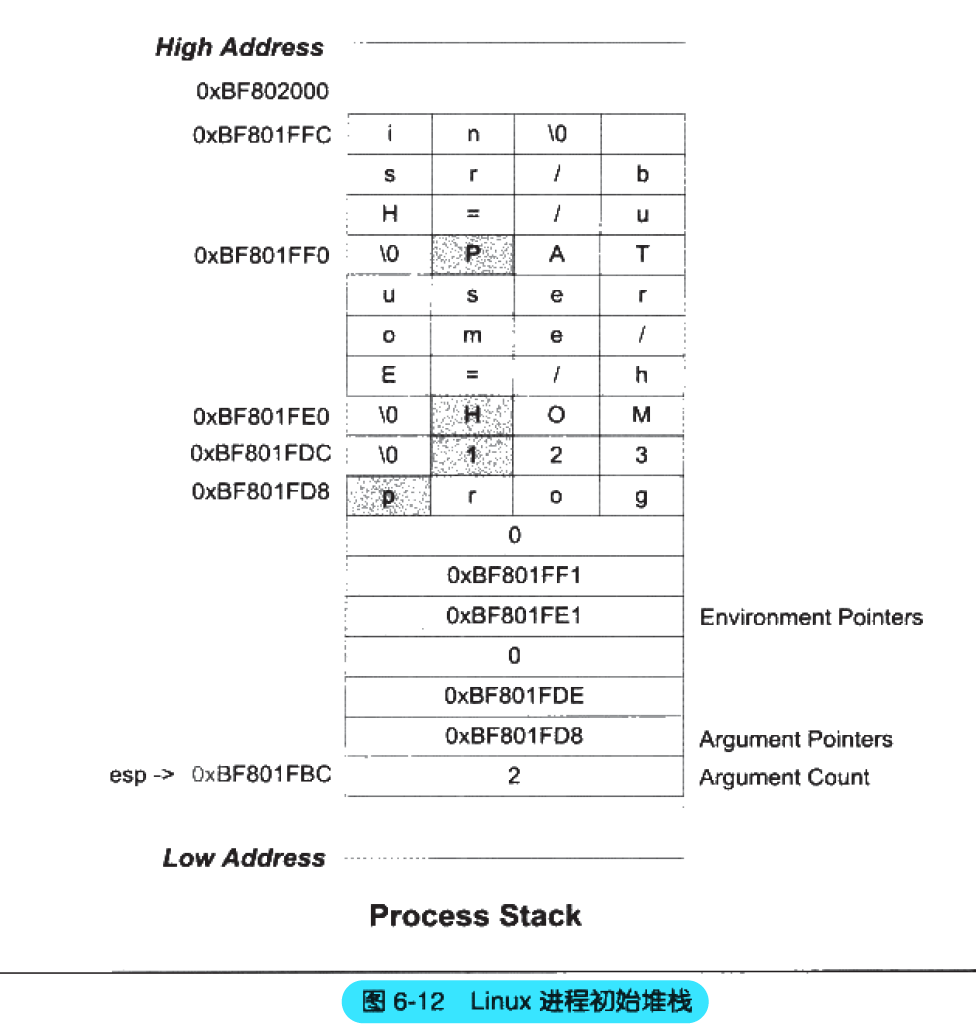 High Address
0xBF802000
0xBF801FFC i n \0
s r / b
H = / u
0xBF801FF0 \0 P A T
u s e r
o m e /
E = / h
0xBF801FE0 \0 H O M
0xBF801FDC \0 1 2 3
0xBF801FD8 p r o g
0
0xBF801FF1
0xBF801FE1 Environment Pointers
0
0xBF801FDE
0xBF801FD8 Argument Pointers
esp -> 0xBF801FBC 2 Argument Count
Low Address
Process Stack
图 6-12 Linux 进程初始堆栈